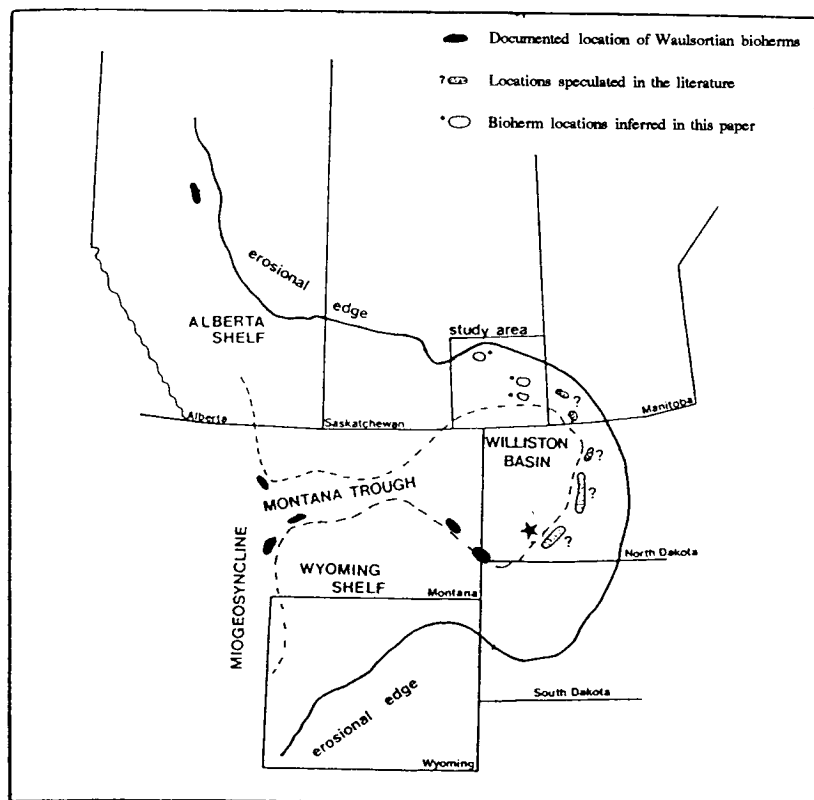 Documented location of Waulsortian bioherms
? Locations speculated in the literature
Bioherm locations inferred in this paper
erosional
edge
ALBERTA
SHELF
study area
Alberta
Saskatchewan
Manitoba
?
WILLISTON
BASIN
?
MONTANA TROUGH
?
MIOGEOSYNCLINE
WYOMING
SHELF
?
North Dakota
Montana
erosional edge
South Dakota
Wyoming